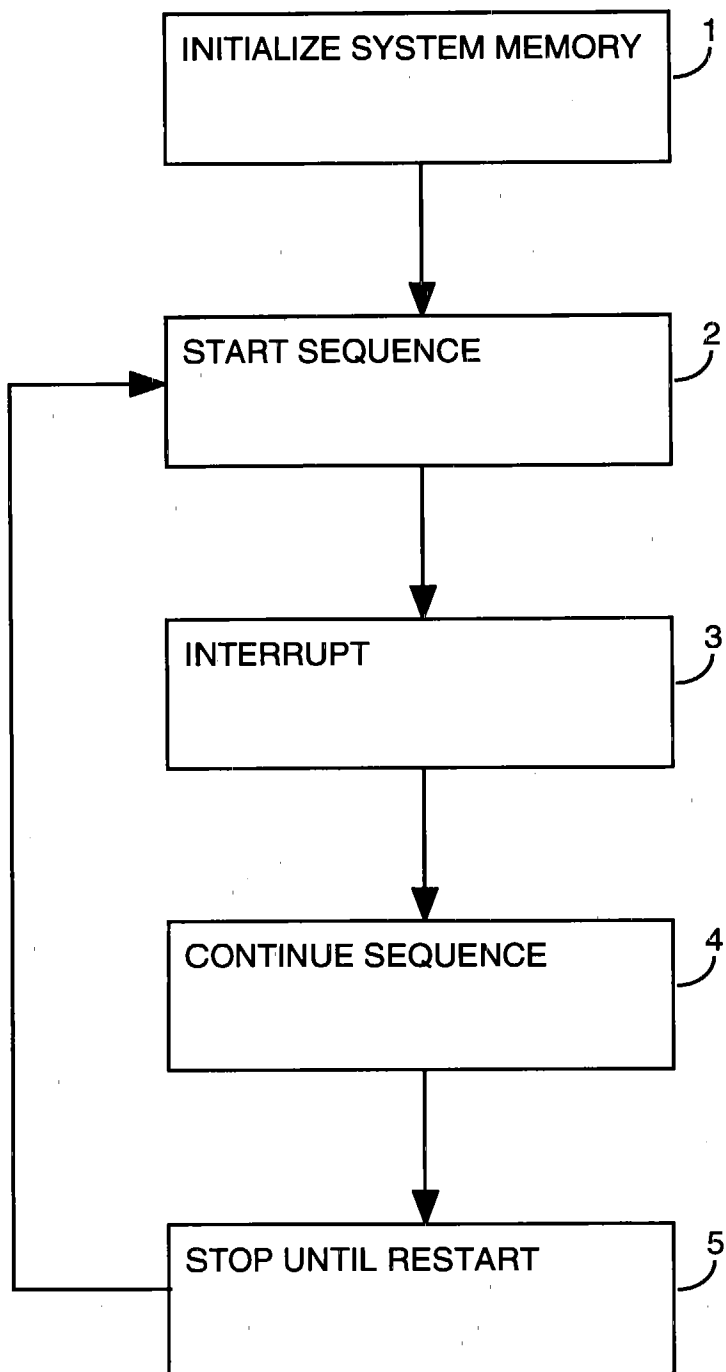 INITIALIZE SYSTEM MEMORY
1
START SEQUENCE
2
INTERRUPT
3
CONTINUE SEQUENCE
4
STOP UNTIL RESTART
5